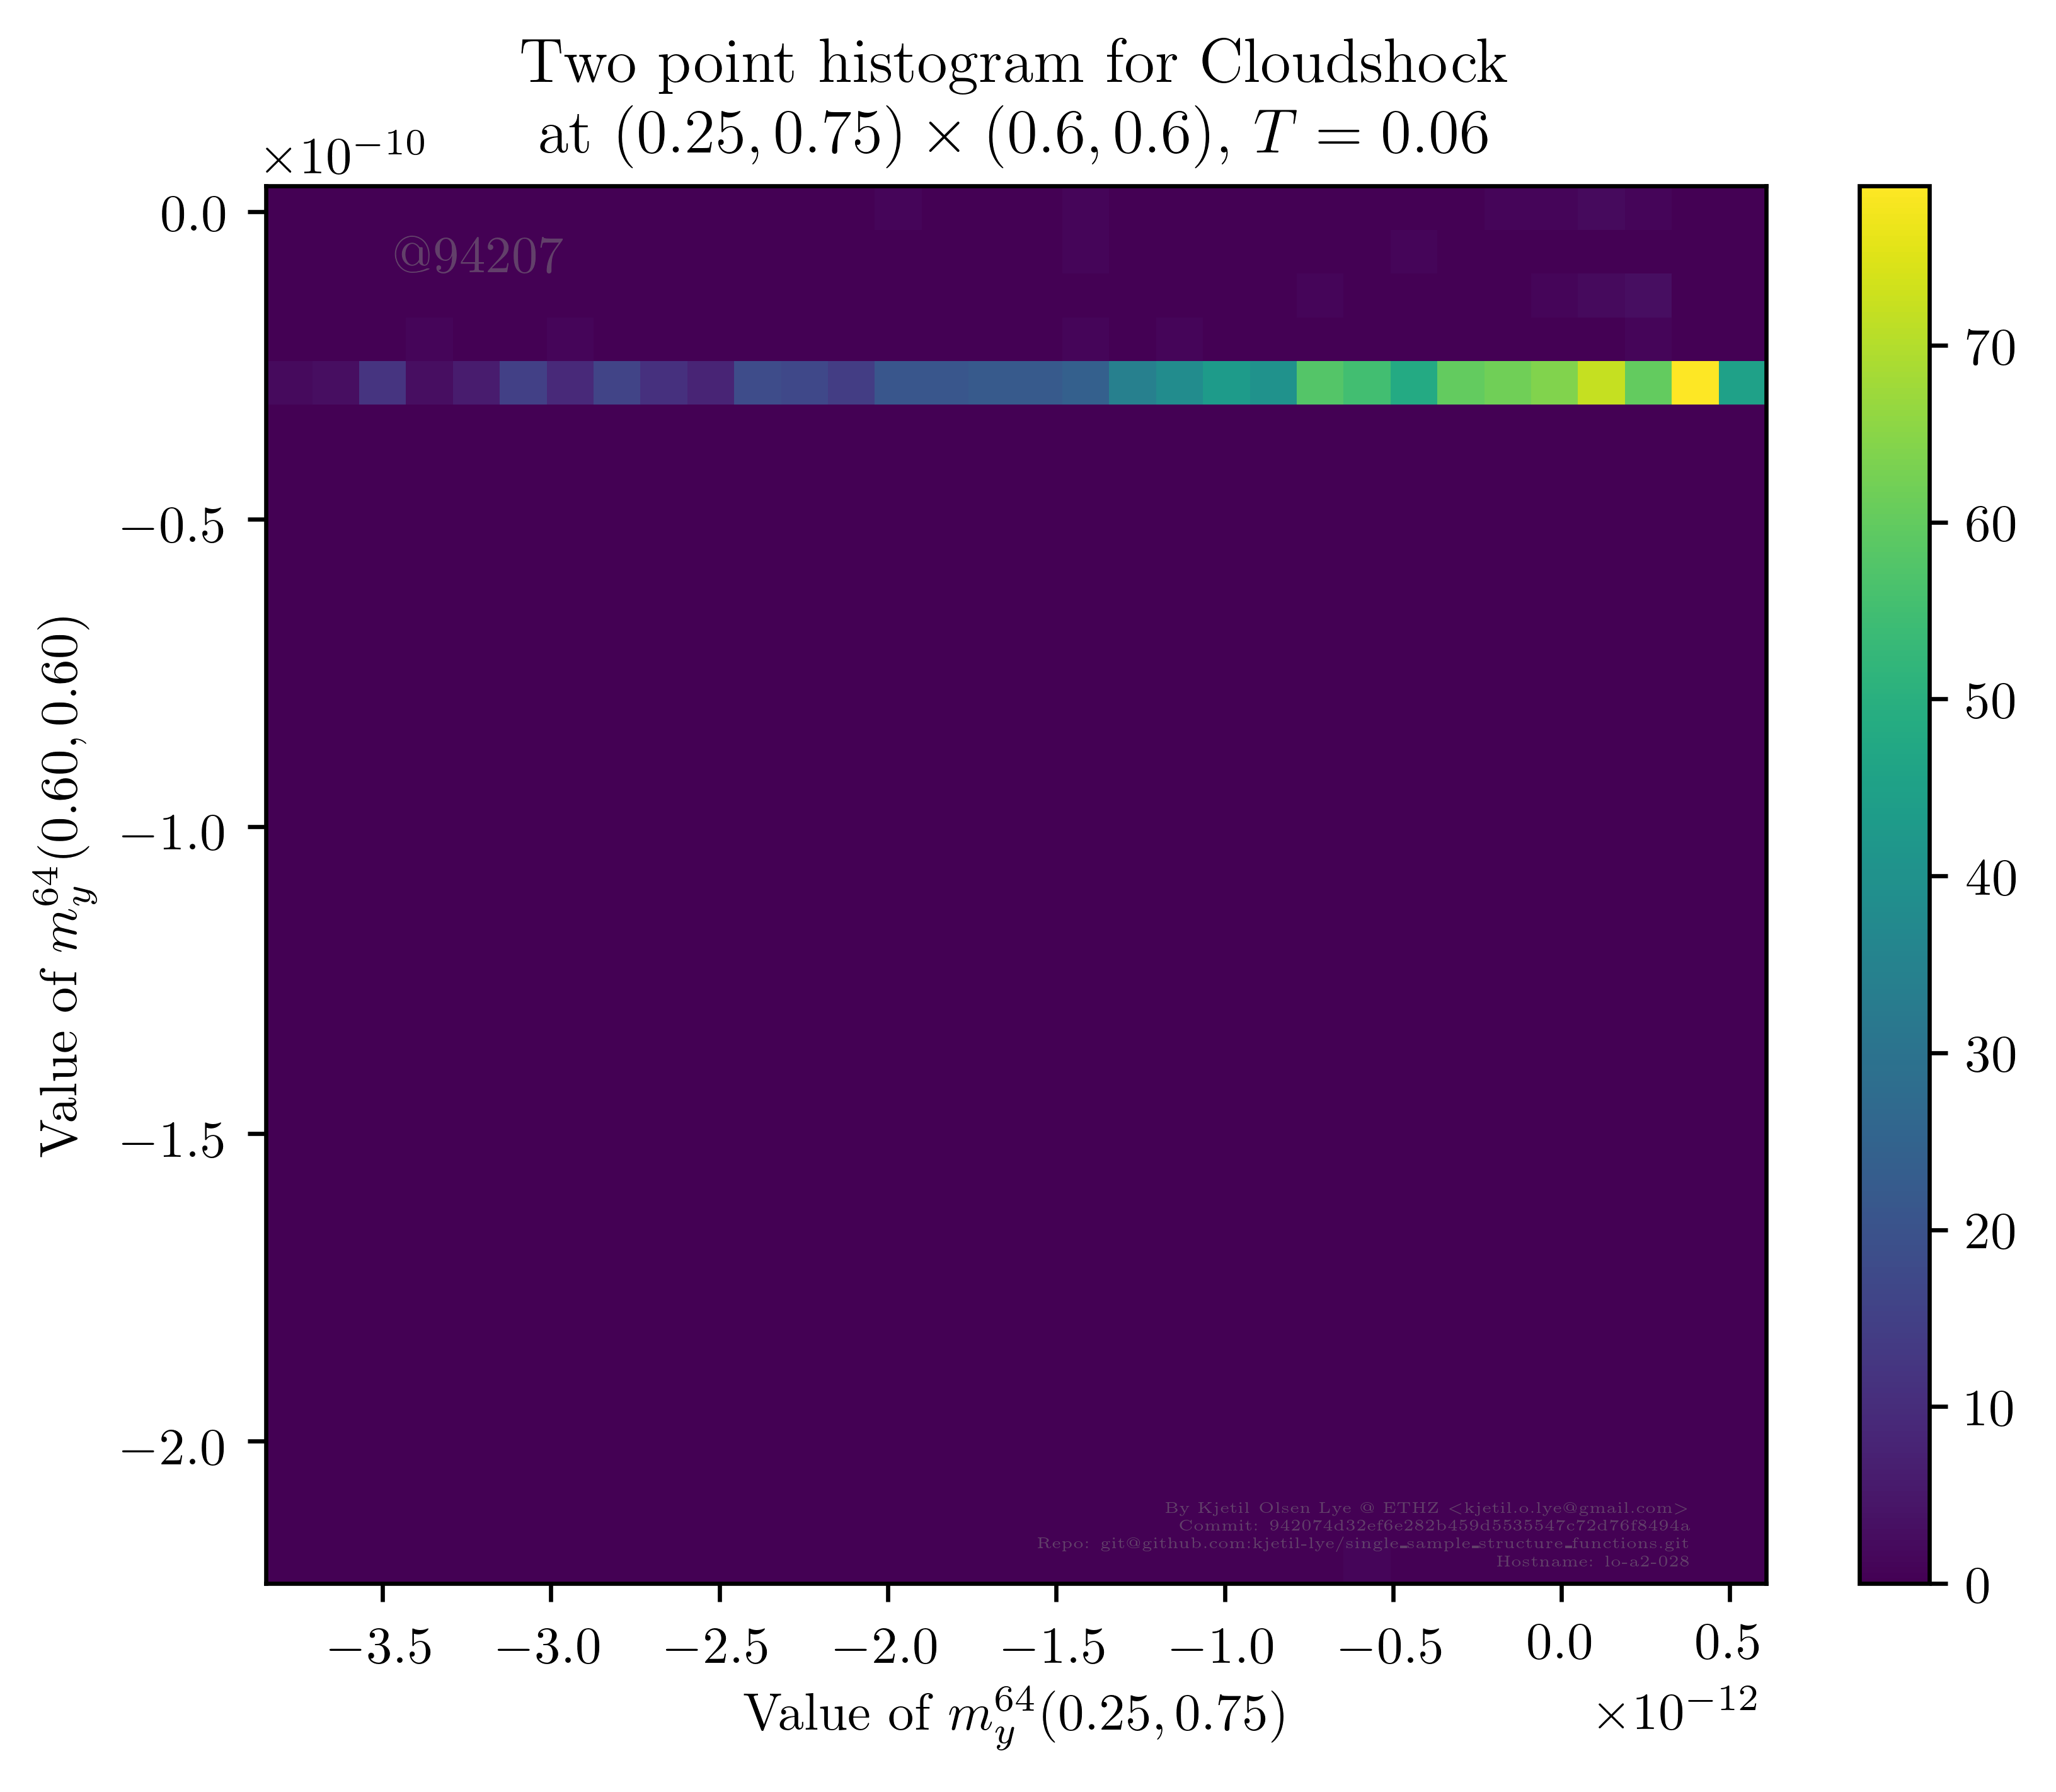 Two point histogram for Cloudshock
at (0.25, 0.75) × (0.6, 0.6), T = 0.06
×10⁻¹⁰
@94207
0.0
−0.5
−1.0
−1.5
−2.0
Value of m_y^64(0.60, 0.60)
70
60
50
40
30
20
10
0
By Kjetil Olsen Lye @ ETHZ <kjetil.o.lye@gmail.com>
Commit: 942074d32ef6e282b459d5535547c72d76f8494a
Repo: git@github.com:kjetil-lye/single_sample_structure_functions.git
Hostname: lo-a2-028
−3.5 −3.0 −2.5 −2.0 −1.5 −1.0 −0.5 0.0 0.5
Value of m_y^64(0.25, 0.75)
×10⁻¹²